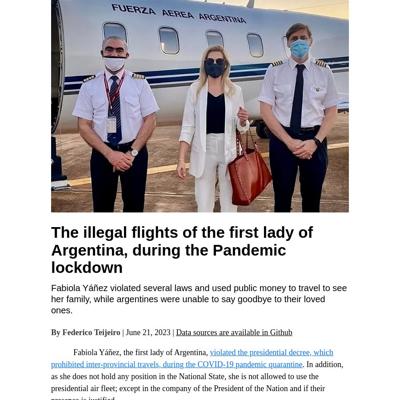 FUERZA AEREA ARGENTINA
The illegal flights of the first lady of
Argentina, during the Pandemic
lockdown
Fabiola Yáñez violated several laws and used public money to travel to see
her family, while argentines were unable to say goodbye to their loved
ones.
By Federico Teijeiro | June 21, 2023 | Data sources are available in Github
Fabiola Yáñez, the first lady of Argentina, violated the presidential decree, which
prohibited inter-provincial travels, during the COVID-19 pandemic quarantine. In addition,
as she does not hold any position in the National State, she is not allowed to use the
presidential air fleet; except in the company of the President of the Nation and if their
presence is justified.